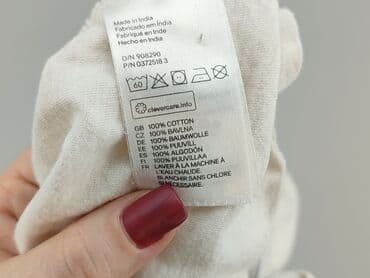 Made in India
Fabricado em Índia
Fabriqué en Inde
Hecho en India
O/N 908290
P/N 0372518 3
60
clevercare.info
GB 100% COTTON
CZ 100% BAVLNA
DE 100% BAUMWOLLE
EE 100% PUUVILL
ES 100% ALGODÓN
FI 100% PUUVILLAA
FR LAVER À LA MACHINE À
L'EAU CHAUDE.
BLANCHIR SANS CHLORE
SI NÉCESSAIRE.